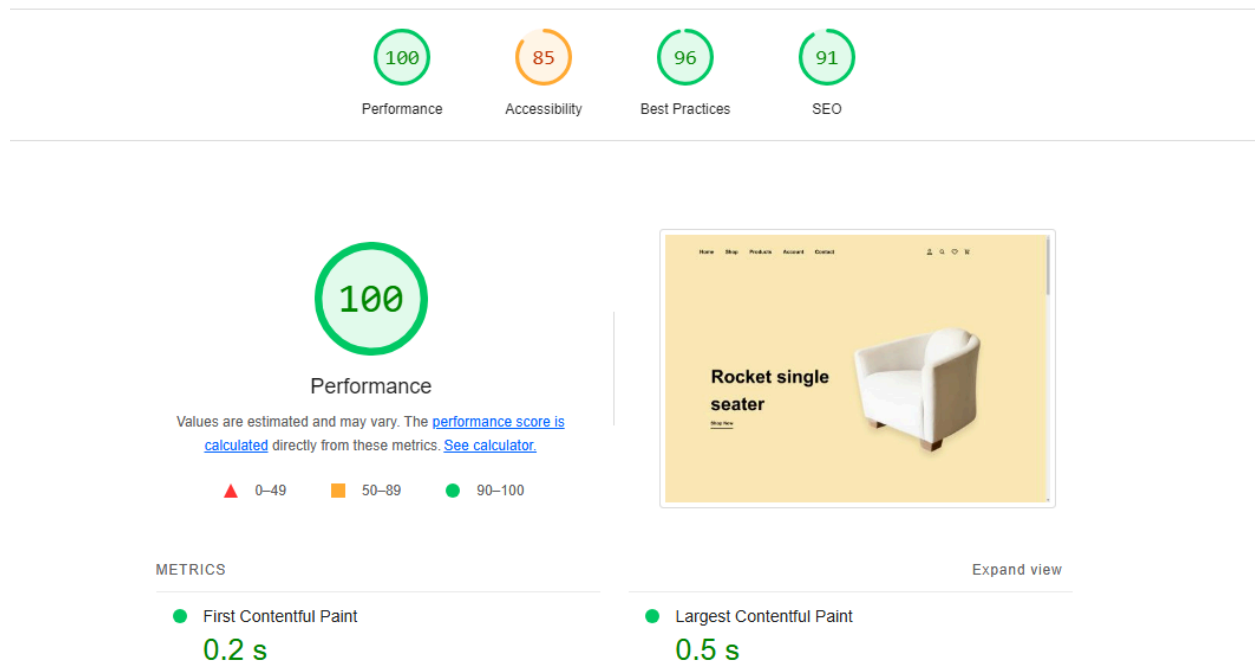 100
85
96
91
Performance
Accessibility
Best Practices
SEO
100
Performance
Values are estimated and may vary. The performance score is
calculated directly from these metrics. See calculator.
0–49
50–89
90–100
Home Shop Products Account Contact
Rocket single
seater
Shop Now
METRICS
Expand view
First Contentful Paint
0.2 s
Largest Contentful Paint
0.5 s